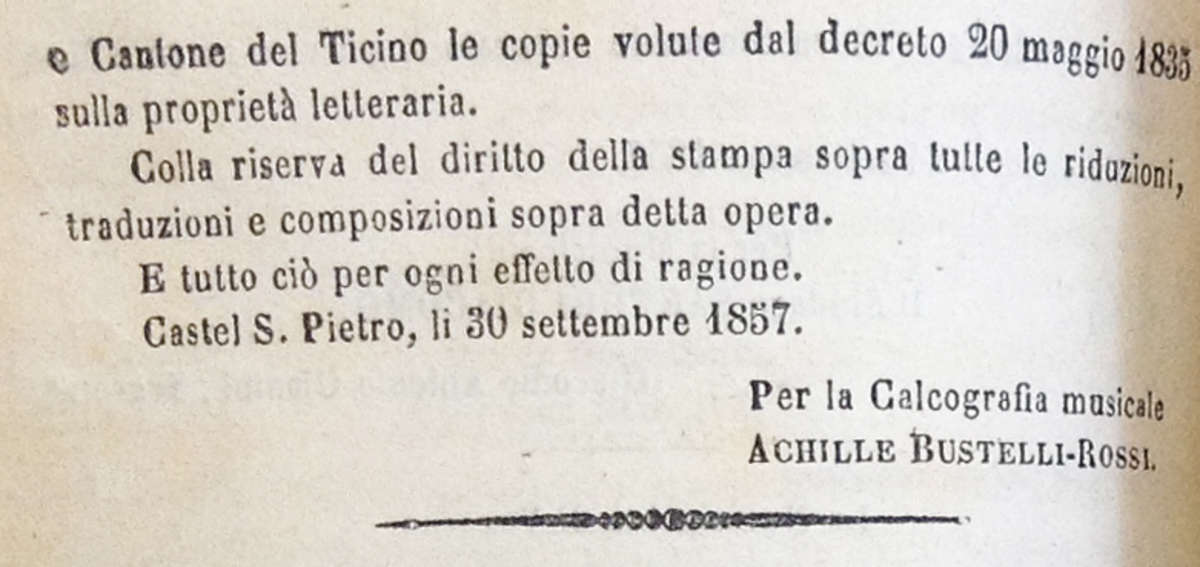 e Cantone del Ticino le copie volute dal decreto 20 maggio 1835
sulla proprietà letteraria.
Colla riserva del diritto della stampa sopra tutte le riduzioni,
traduzioni e composizioni sopra detta opera.
E tutto ciò per ogni effetto di ragione.
Castel S. Pietro, li 30 settembre 1857.
Per la Calcografia musicale
ACHILLE BUSTELLI-ROSSI.